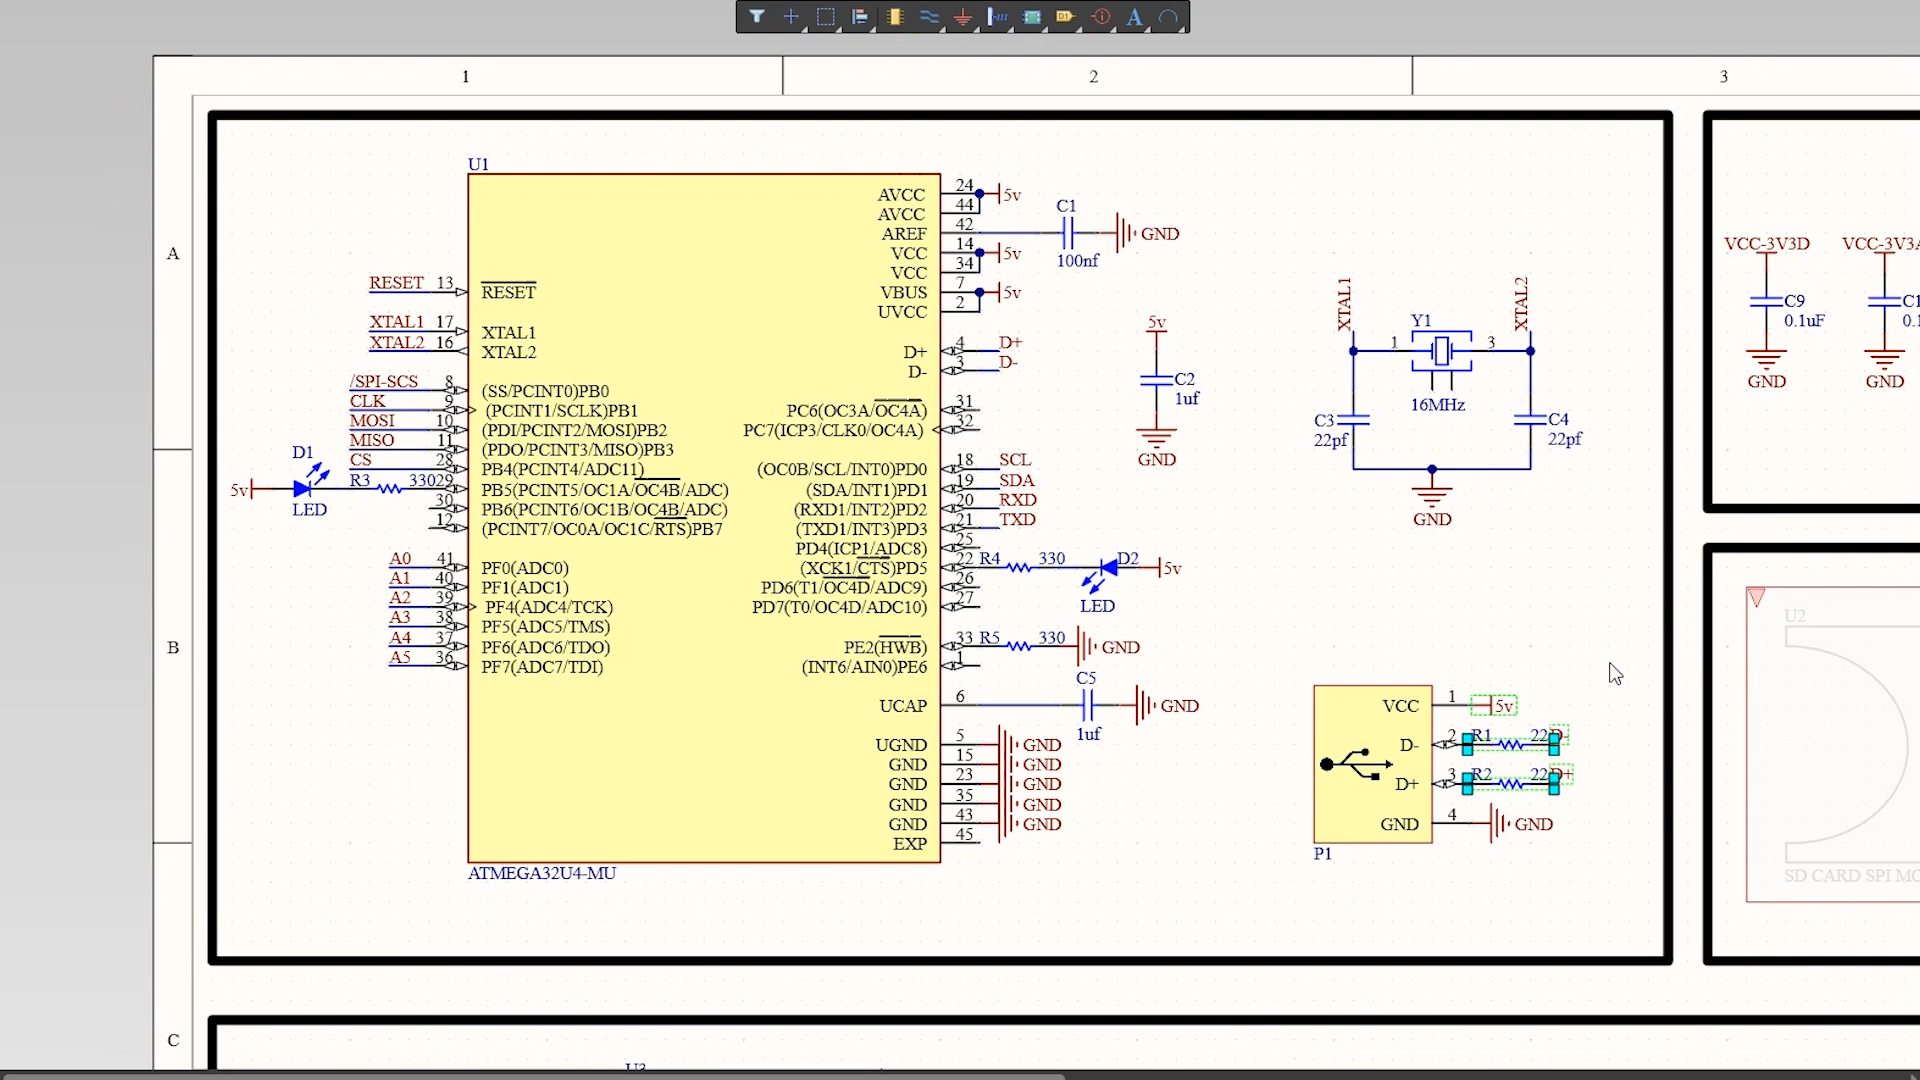 1
2
3
A
B
C
U1
RESET 13
RESET
XTAL1 17
XTAL1
XTAL2 16
XTAL2
/SPI-SCS 8
(SS/PCINT0)PB0
CLK 9
(PCINT1/SCLK)PB1
MOSI 10
(PDI/PCINT2/MOSI)PB2
MISO 11
(PDO/PCINT3/MISO)PB3
CS 28
PB4(PCINT4/ADC11)
D1
5v
LED
R3 330
29
PB5(PCINT5/OC1A/OC4B/ADC)
30
PB6(PCINT6/OC1B/OC4B/ADC)
12
(PCINT7/OC0A/OC1C/RTS)PB7
A0 41
PF0(ADC0)
A1 40
PF1(ADC1)
A2 39
PF4(ADC4/TCK)
A3 38
PF5(ADC5/TMS)
A4 37
PF6(ADC6/TDO)
A5 36
PF7(ADC7/TDI)
AVCC 24 5v
AVCC 44
AREF 42
C1
100nf
GND
VCC 14 5v
VCC 34
VBUS 7 5v
UVCC 2
D+ 4 D+
D- 3 D-
PC6(OC3A/OC4A) 31
PC7(ICP3/CLK0/OC4A) 32
(OC0B/SCL/INT0)PD0 18 SCL
(SDA/INT1)PD1 19 SDA
(RXD1/INT2)PD2 20 RXD
(TXD1/INT3)PD3 21 TXD
PD4(ICP1/ADC8) 25
(XCK1/CTS)PD5 22 R4 330 D2 5v
LED
PD6(T1/OC4D/ADC9) 26
PD7(T0/OC4D/ADC10) 27
PE2(HWB) 33 R5 330 GND
(INT6/AIN0)PE6 1
UCAP 6 C5 GND
1uf
UGND 5 GND
GND 15 GND
GND 23 GND
GND 35 GND
GND 43 GND
EXP 45
ATMEGA32U4-MU
5v
C2
1uf
GND
XTAL1
XTAL2
Y1
1
3
16MHz
C3
22pf
C4
22pf
GND
VCC 1 5v
D- 2 R1 22 D-
D+ 3 R2 22 D+
GND 4 GND
P1
VCC-3V3D
C9
0.1uF
GND
VCC-3V3A
GND
U2
SD CARD SPI